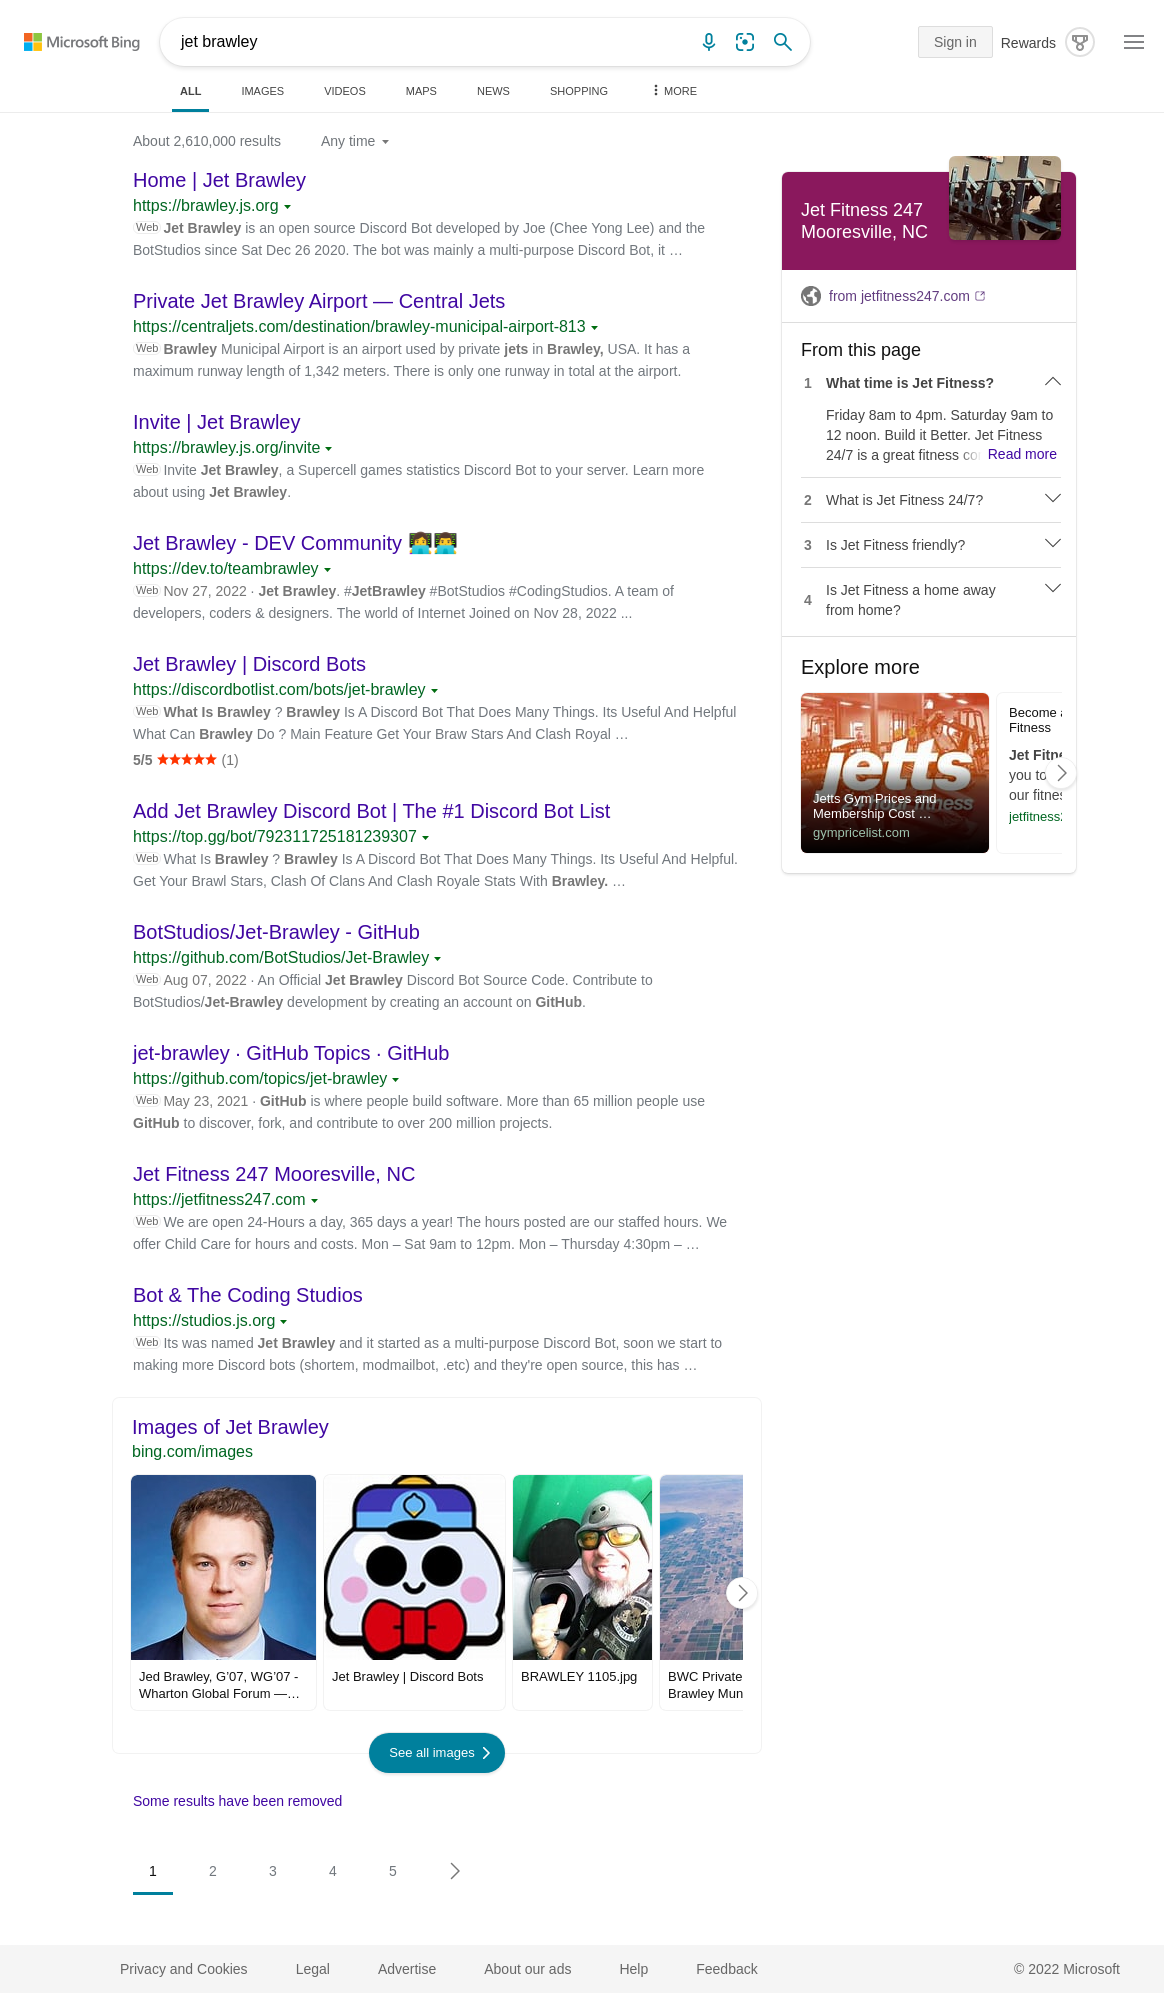 Microsoft Bing
jet brawley
Sign in
Rewards
ALL
IMAGES
VIDEOS
MAPS
NEWS
SHOPPING
MORE
About 2,610,000 results
Any time
Home | Jet Brawley
https://brawley.js.org
Web Jet Brawley is an open source Discord Bot developed by Joe (Chee Yong Lee) and the
BotStudios since Sat Dec 26 2020. The bot was mainly a multi-purpose Discord Bot, it …
Private Jet Brawley Airport — Central Jets
https://centraljets.com/destination/brawley-municipal-airport-813
Web Brawley Municipal Airport is an airport used by private jets in Brawley, USA. It has a
maximum runway length of 1,342 meters. There is only one runway in total at the airport.
Invite | Jet Brawley
https://brawley.js.org/invite
Web Invite Jet Brawley, a Supercell games statistics Discord Bot to your server. Learn more
about using Jet Brawley.
Jet Brawley - DEV Community 👩‍💻👨‍💻
https://dev.to/teambrawley
Web Nov 27, 2022 · Jet Brawley. #JetBrawley #BotStudios #CodingStudios. A team of
developers, coders & designers. The world of Internet Joined on Nov 28, 2022 ...
Jet Brawley | Discord Bots
https://discordbotlist.com/bots/jet-brawley
Web What Is Brawley ? Brawley Is A Discord Bot That Does Many Things. Its Useful And Helpful
What Can Brawley Do ? Main Feature Get Your Braw Stars And Clash Royal …
5/5 ★★★★★ (1)
Add Jet Brawley Discord Bot | The #1 Discord Bot List
https://top.gg/bot/792311725181239307
Web What Is Brawley ? Brawley Is A Discord Bot That Does Many Things. Its Useful And Helpful.
Get Your Brawl Stars, Clash Of Clans And Clash Royale Stats With Brawley. …
BotStudios/Jet-Brawley - GitHub
https://github.com/BotStudios/Jet-Brawley
Web Aug 07, 2022 · An Official Jet Brawley Discord Bot Source Code. Contribute to
BotStudios/Jet-Brawley development by creating an account on GitHub.
jet-brawley · GitHub Topics · GitHub
https://github.com/topics/jet-brawley
Web May 23, 2021 · GitHub is where people build software. More than 65 million people use
GitHub to discover, fork, and contribute to over 200 million projects.
Jet Fitness 247 Mooresville, NC
https://jetfitness247.com
Web We are open 24-Hours a day, 365 days a year! The hours posted are our staffed hours. We
offer Child Care for hours and costs. Mon – Sat 9am to 12pm. Mon – Thursday 4:30pm – …
Bot & The Coding Studios
https://studios.js.org
Web Its was named Jet Brawley and it started as a multi-purpose Discord Bot, soon we start to
making more Discord bots (shortem, modmailbot, .etc) and they're open source, this has …
Images of Jet Brawley
bing.com/images
Jed Brawley, G'07, WG'07 -
Wharton Global Forum —…
Jet Brawley | Discord Bots
BRAWLEY 1105.jpg
BWC Private
Brawley Mun
See all images
Some results have been removed
1
2
3
4
5
Jet Fitness 247
Mooresville, NC
from jetfitness247.com
From this page
1 What time is Jet Fitness?
Friday 8am to 4pm. Saturday 9am to
12 noon. Build it Better. Jet Fitness
24/7 is a great fitness co Read more
2 What is Jet Fitness 24/7?
3 Is Jet Fitness friendly?
4 Is Jet Fitness a home away
from home?
Explore more
jetts
24 hour fitness
Jetts Gym Prices and
Membership Cost …
gympricelist.com
Become a
Fitness
Jet Fitne
you to
our fitnes
jetfitness2
Privacy and Cookies
Legal
Advertise
About our ads
Help
Feedback
© 2022 Microsoft